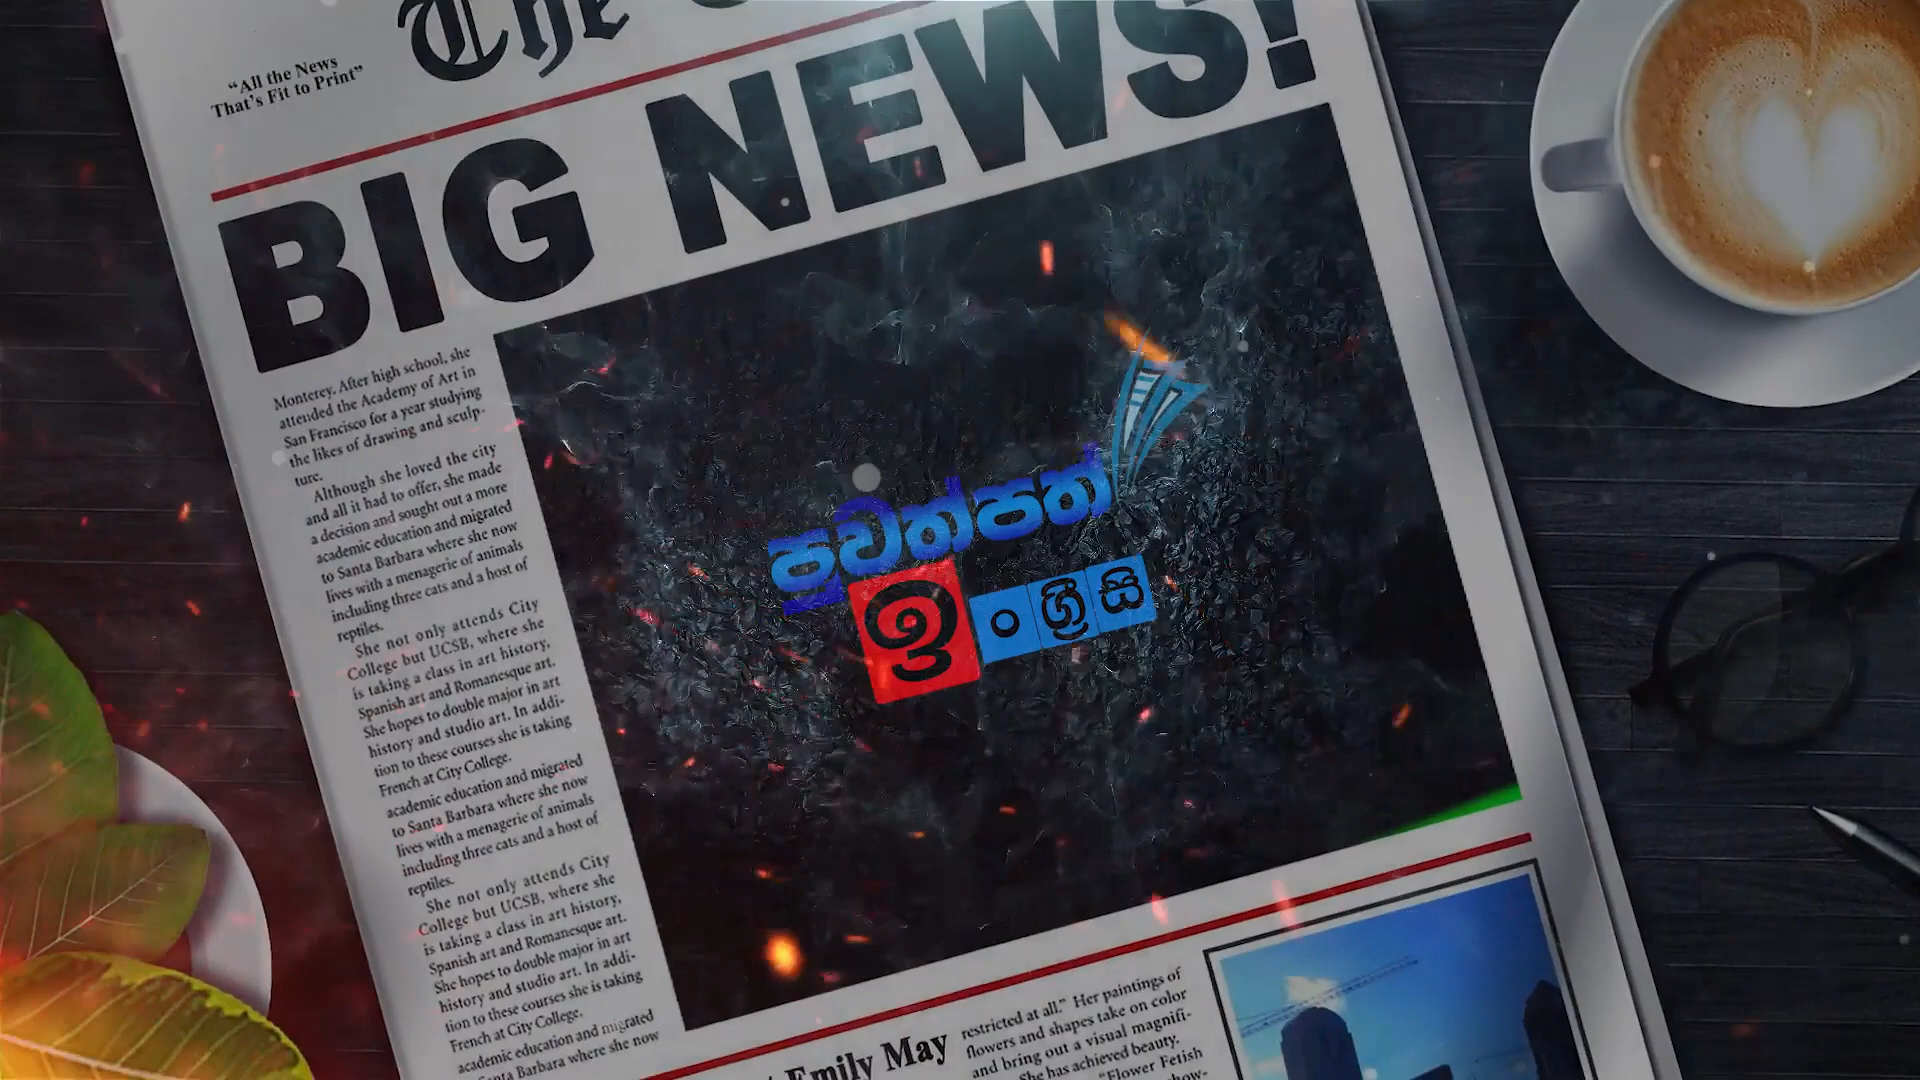 The
"All the News
That's Fit to Print"
BIG NEWS!
Monterey. After high school, she
attended the Academy of Art in
San Francisco for a year studying
the likes of drawing and sculp-
ture.
Although she loved the city
and all it had to offer, she made
a decision and sought out a more
academic education and migrated
to Santa Barbara where she now
lives with a menagerie of animals
including three cats and a host of
reptiles.
She not only attends City
College but UCSB, where she
is taking a class in art history,
Spanish art and Romanesque art.
She hopes to double major in art
history and studio art. In addi-
tion to these courses she is taking
French at City College.
academic education and migrated
to Santa Barbara where she now
lives with a menagerie of animals
including three cats and a host of
reptiles.
She not only attends City
College but UCSB, where she
is taking a class in art history,
Spanish art and Romanesque art.
She hopes to double major in art
history and studio art. In addi-
tion to these courses she is taking
French at City College.
academic education and migrated
Santa Barbara where she now
පුවත්පත්
ඉංග්‍රීසි
Emily May
restricted at all." Her paintings of
flowers and shapes take on color
and bring out a visual magnifi-
She has achieved beauty.
"Flower Fetish